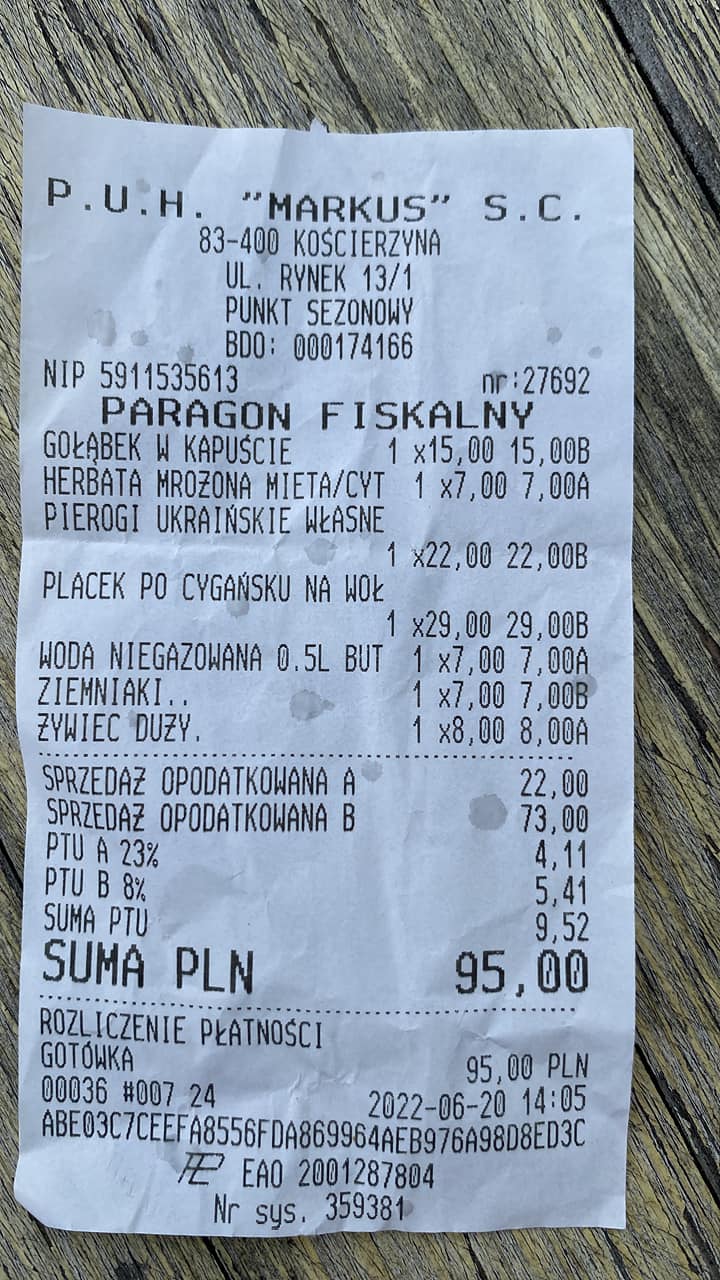 P.U.H. "MARKUS" S.C.
83-400 KOŚCIERZYNA
UL. RYNEK 13/1
PUNKT SEZONOWY
BDO: 000174166
NIP 5911535613 nr:27692
PARAGON FISKALNY
GOŁĄBEK W KAPUŚCIE 1 x15,00 15,00B
HERBATA MROŻONA MIETA/CYT 1 x7,00 7,00A
PIEROGI UKRAIŃSKIE WŁASNE
1 x22,00 22,00B
PLACEK PO CYGAŃSKU NA WOŁ
1 x29,00 29,00B
WODA NIEGAZOWANA 0.5L BUT 1 x7,00 7,00A
ZIEMNIAKI.. 1 x7,00 7,00B
ŻYWIEC DUŻY. 1 x8,00 8,00A
SPRZEDAŻ OPODATKOWANA A 22,00
SPRZEDAŻ OPODATKOWANA B 73,00
PTU A 23% 4,11
PTU B 8% 5,41
SUMA PTU 9,52
SUMA PLN 95,00
ROZLICZENIE PŁATNOŚCI
GOTÓWKA 95,00 PLN
00036 #007 24 2022-06-20 14:05
ABE03C7CEEFA8556FDA869964AEB976A98D8ED3C
EAO 2001287804
Nr sys. 359381